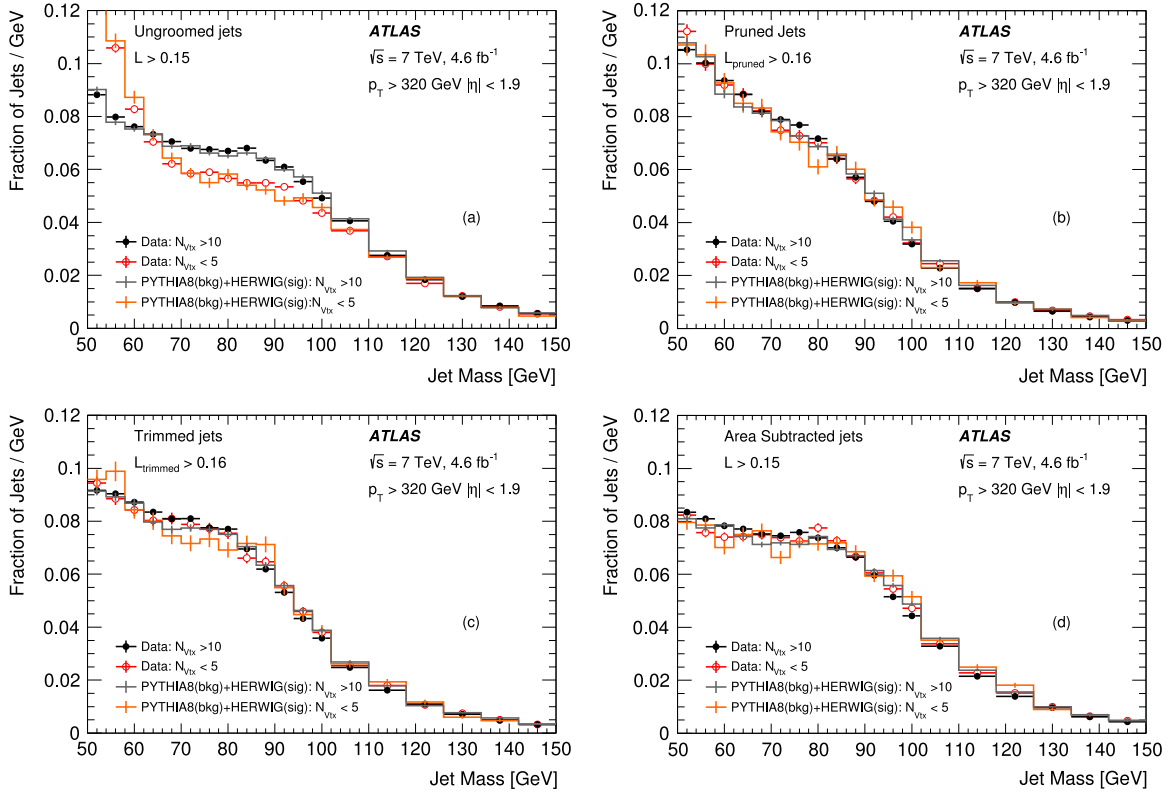 Fraction of Jets / GeV
0.12
0.1
0.08
0.06
0.04
0.02
0
Ungroomed jets
L > 0.15
ATLAS
√s = 7 TeV, 4.6 fb⁻¹
p_T > 320 GeV |η| < 1.9
(a)
Data: N_Vtx >10
Data: N_Vtx < 5
PYTHIA8(bkg)+HERWIG(sig): N_Vtx >10
PYTHIA8(bkg)+HERWIG(sig):N_Vtx < 5
50 60 70 80 90 100 110 120 130 140 150
Jet Mass [GeV]
Fraction of Jets / GeV
0.12
0.1
0.08
0.06
0.04
0.02
0
Pruned Jets
L_pruned > 0.16
ATLAS
√s = 7 TeV, 4.6 fb⁻¹
p_T > 320 GeV |η| < 1.9
(b)
Data: N_Vtx >10
Data: N_Vtx < 5
PYTHIA8(bkg)+HERWIG(sig): N_Vtx >10
PYTHIA8(bkg)+HERWIG(sig): N_Vtx < 5
50 60 70 80 90 100 110 120 130 140 150
Jet Mass [GeV]
Fraction of Jets / GeV
0.12
0.1
0.08
0.06
0.04
0.02
0
Trimmed jets
L_trimmed > 0.16
ATLAS
√s = 7 TeV, 4.6 fb⁻¹
p_T > 320 GeV |η| < 1.9
(c)
Data: N_Vtx >10
Data: N_Vtx < 5
PYTHIA8(bkg)+HERWIG(sig): N_Vtx >10
PYTHIA8(bkg)+HERWIG(sig): N_Vtx < 5
50 60 70 80 90 100 110 120 130 140 150
Jet Mass [GeV]
Fraction of Jets / GeV
0.12
0.1
0.08
0.06
0.04
0.02
0
Area Subtracted jets
L > 0.15
ATLAS
√s = 7 TeV, 4.6 fb⁻¹
p_T > 320 GeV |η| < 1.9
(d)
Data: N_Vtx >10
Data: N_Vtx < 5
PYTHIA8(bkg)+HERWIG(sig): N_Vtx >10
PYTHIA8(bkg)+HERWIG(sig): N_Vtx < 5
50 60 70 80 90 100 110 120 130 140 150
Jet Mass [GeV]